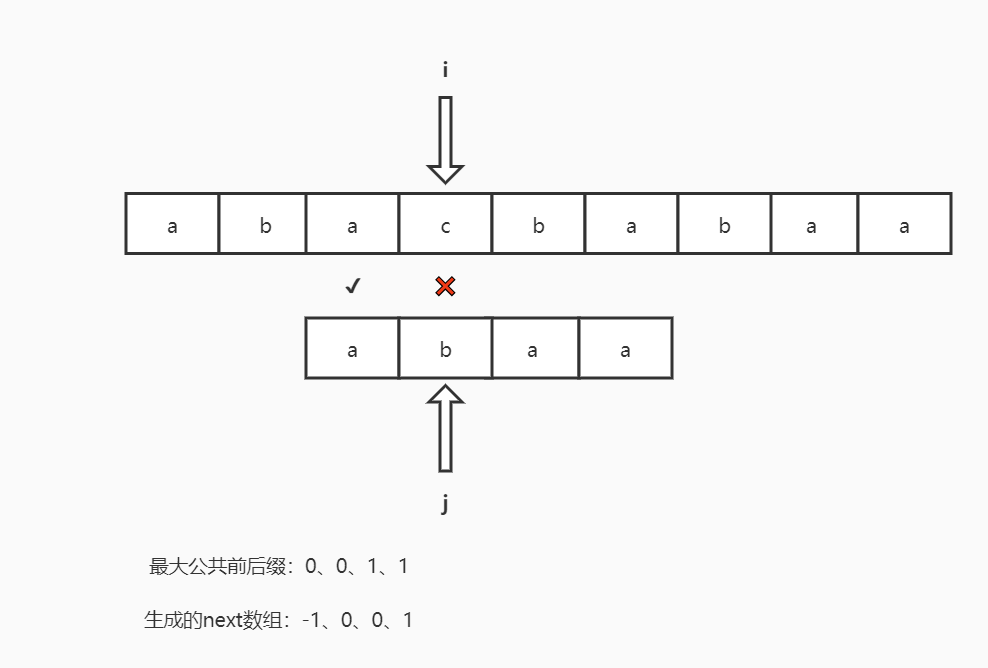 i
a b a c b a b a a
a b a a
j
最大公共前后缀：0、0、1、1
生成的next数组：-1、0、0、1